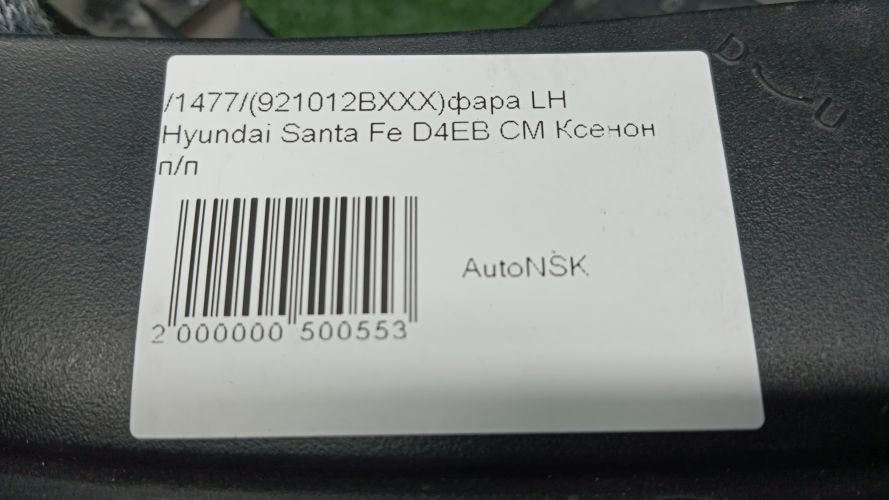 /1477/(921012BXXX)фара LH
Hyundai Santa Fe D4EB CM Ксенон
п/п
AutoNSK
2 000000 500553
D U